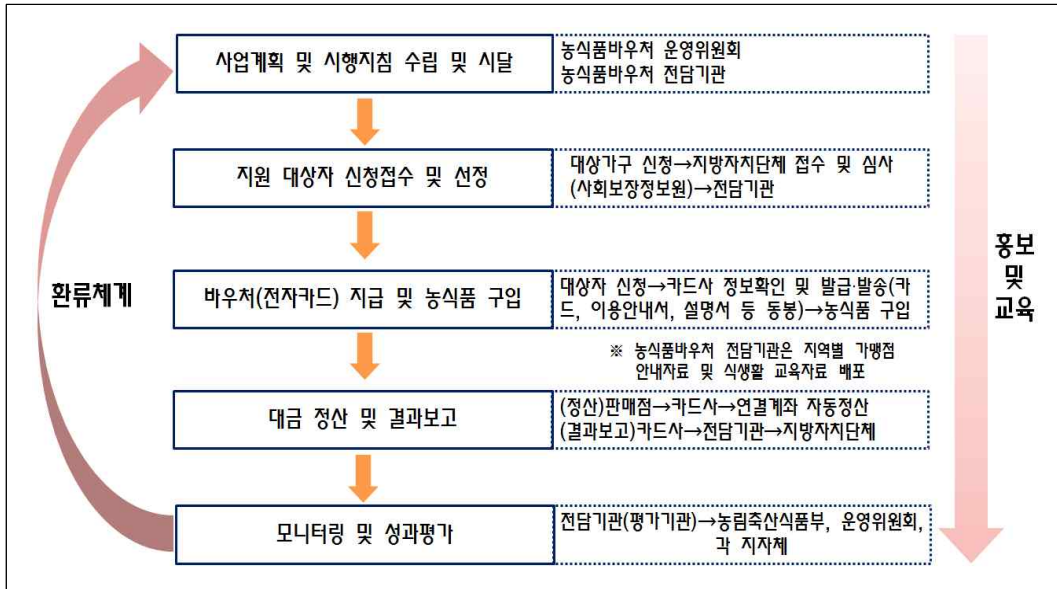 사업계획 및 시행지침 수립 및 시달
농식품바우처 운영위원회
농식품바우처 전담기관
지원 대상자 신청접수 및 선정
대상가구 신청→지방자지단체 접수 및 심사
(사회보장정보원)→전담기관
바우처(전자카드) 지급 및 농식품 구입
대상자 신청→카드사 정보확인 및 발급·발송(카
드, 이용안내서, 설명서 등 동봉)→농식품 구입
※ 농식품바우처 전담기관은 지역별 가맹점
안내자료 및 식생활 교육자료 배포
대금 정산 및 결과보고
(정산)판매점→카드사→연결계좌 자동정산
(결과보고)카드사→전담기관→지방자치단체
모니터링 및 성과평가
전담기관(평가기관)→농림축산식품부, 운영위원회,
각 지자체
환류체계
홍보
및
교육